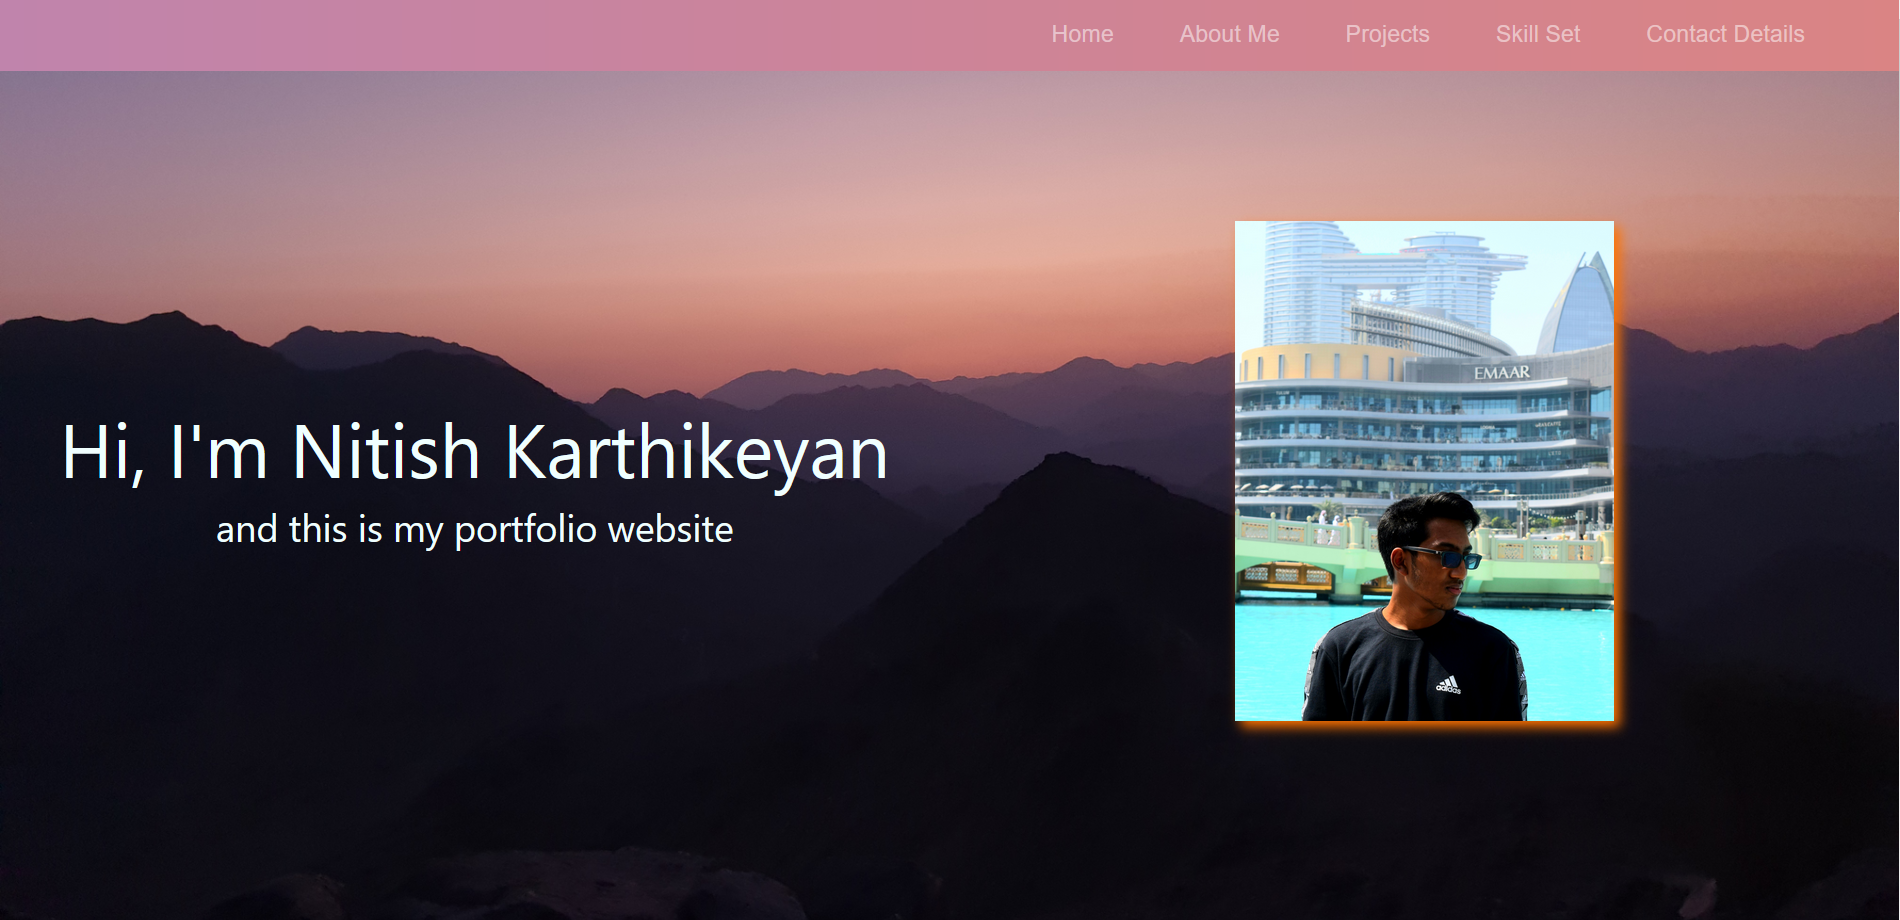 Home About Me Projects Skill Set Contact Details
EMAAR
Hi, I'm Nitish Karthikeyan
and this is my portfolio website
adidas